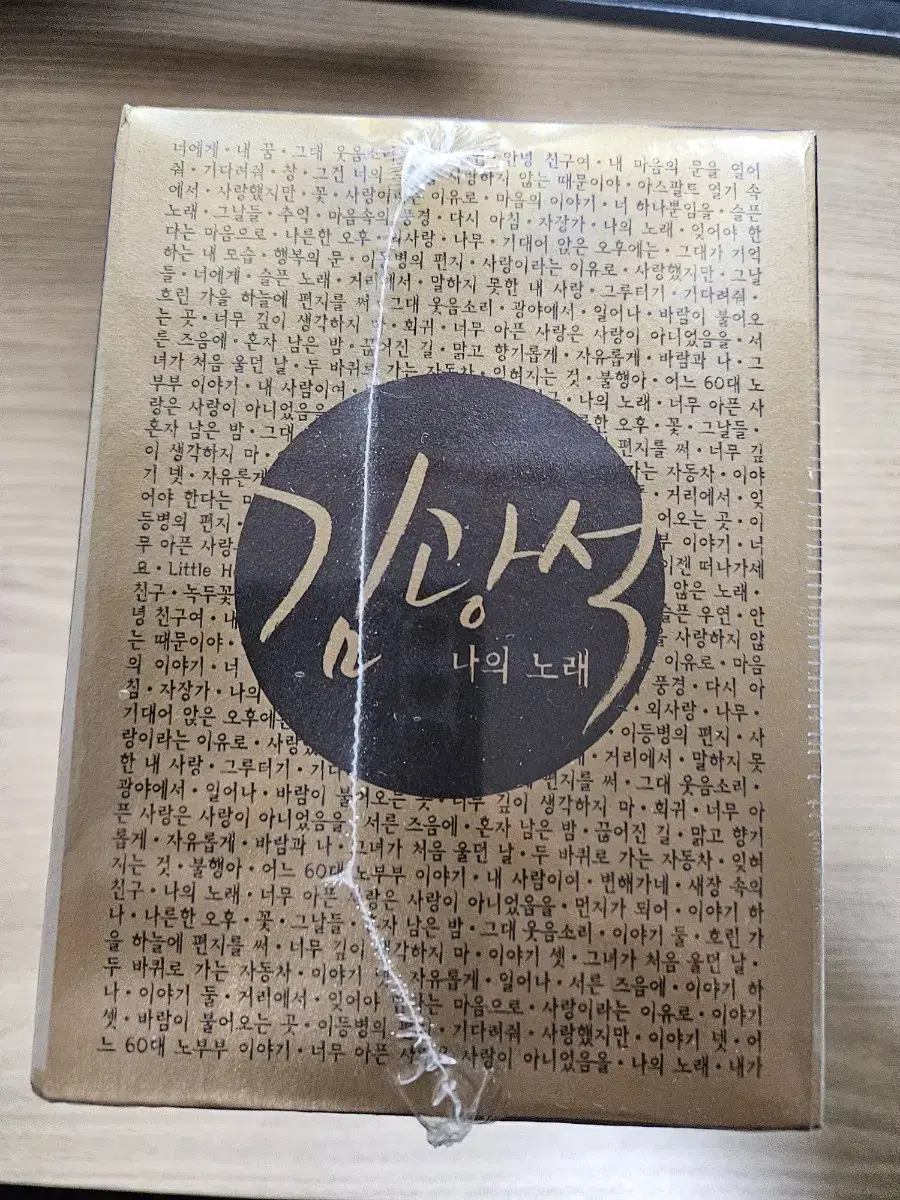 너에게 · 내 꿈 · 그대 웃음소리 안녕 친구여 · 내 마음의 문을 열어
줘 · 기다려줘 · 창 · 그건 너의 사랑하지 않는 때문이야 · 아스팔트 열기 속
에서 · 사랑했지만 · 꽃 · 사랑이라는 이유로 · 마음의 이야기 · 너 하나뿐임을 · 슬픈
노래 · 그날들 · 추억 · 마음속의 풍경 · 다시 아침 · 자장가 · 나의 노래 · 잊어야 한
다는 마음으로 · 나른한 오후 · 외사랑 · 나무 · 기대어 앉은 오후에는 · 그대가 기억
하는 내 모습 · 행복의 문 · 이등병의 편지 · 사랑이라는 이유로 · 사랑했지만 · 그날
들 · 너에게 · 슬픈 노래 · 거리에서 · 말하지 못한 내 사랑 · 그루터기 · 기다려줘 ·
흐린 가을 하늘에 편지를 써 · 그대 웃음소리 · 광야에서 · 일어나 · 바람이 불어오
는 곳 · 너무 깊이 생각하지 마 · 회귀 · 너무 아픈 사랑은 사랑이 아니었음을 · 서
른 즈음에 · 혼자 남은 밤 · 끊어진 길 · 맑고 향기롭게 · 자유롭게 · 바람과 나 · 그
녀가 처음 울던 날 · 두 바퀴로 가는 자동차 · 잊혀지는 것 · 불행아 · 어느 60대 노
부부 이야기 · 내 사람이여 · 나의 노래 · 너무 아픈 사
랑은 사랑이 아니었음을 오후 · 꽃 · 그날들 ·
혼자 남은 밤 · 그대 편지를 써 · 너무 깊
이 생각하지 마 · 가는 자동차 · 이야
기 넷 · 자유롭게 · 거리에서 · 잊
어야 한다는 불어오는 곳 · 이
등병의 편지 · 이야기 · 너
무 아픈 사랑 이젠 떠나가세
요 · Little 않은 노래 ·
친구 · 녹두꽃 슬픈 우연 · 안
녕 친구여 · 내 사랑하지 않
는 때문이야 · 이유로 · 마음
의 이야기 · 너 풍경 · 다시 아
침 · 자장가 · 나의 외사랑 · 나무 ·
기대어 앉은 오후에는 이등병의 편지 · 사
랑이라는 이유로 · 사랑했 거리에서 · 말하지 못
한 내 사랑 · 그루터기 · 기다 편지를 써 · 그대 웃음소리 ·
김광석
나의 노래
광야에서 · 일어나 · 바람이 불어오는 곳 · 너무 깊이 생각하지 마 · 회귀 · 너무 아
픈 사랑은 사랑이 아니었음을 · 서른 즈음에 · 혼자 남은 밤 · 끊어진 길 · 맑고 향기
롭게 · 자유롭게 · 바람과 나 · 그녀가 처음 울던 날 · 두 바퀴로 가는 자동차 · 잊혀
지는 것 · 불행아 · 어느 60대 노부부 이야기 · 내 사람이여 · 변해가네 · 새장 속의
친구 · 나의 노래 · 너무 아픈 사랑은 사랑이 아니었음을 · 먼지가 되어 · 이야기 하
나 · 나른한 오후 · 꽃 · 그날들 · 혼자 남은 밤 · 그대 웃음소리 · 이야기 둘 · 흐린 가
을 하늘에 편지를 써 · 너무 깊이 생각하지 마 · 이야기 셋 · 그녀가 처음 울던 날 ·
두 바퀴로 가는 자동차 · 이야기 넷 · 자유롭게 · 일어나 · 서른 즈음에 · 이야기 하
나 · 이야기 둘 · 거리에서 · 잊어야 한다는 마음으로 · 사랑이라는 이유로 · 이야기
셋 · 바람이 불어오는 곳 · 이등병의 편지 · 기다려줘 · 사랑했지만 · 이야기 넷 · 어
느 60대 노부부 이야기 · 너무 아픈 사랑은 사랑이 아니었음을 · 나의 노래 · 내가